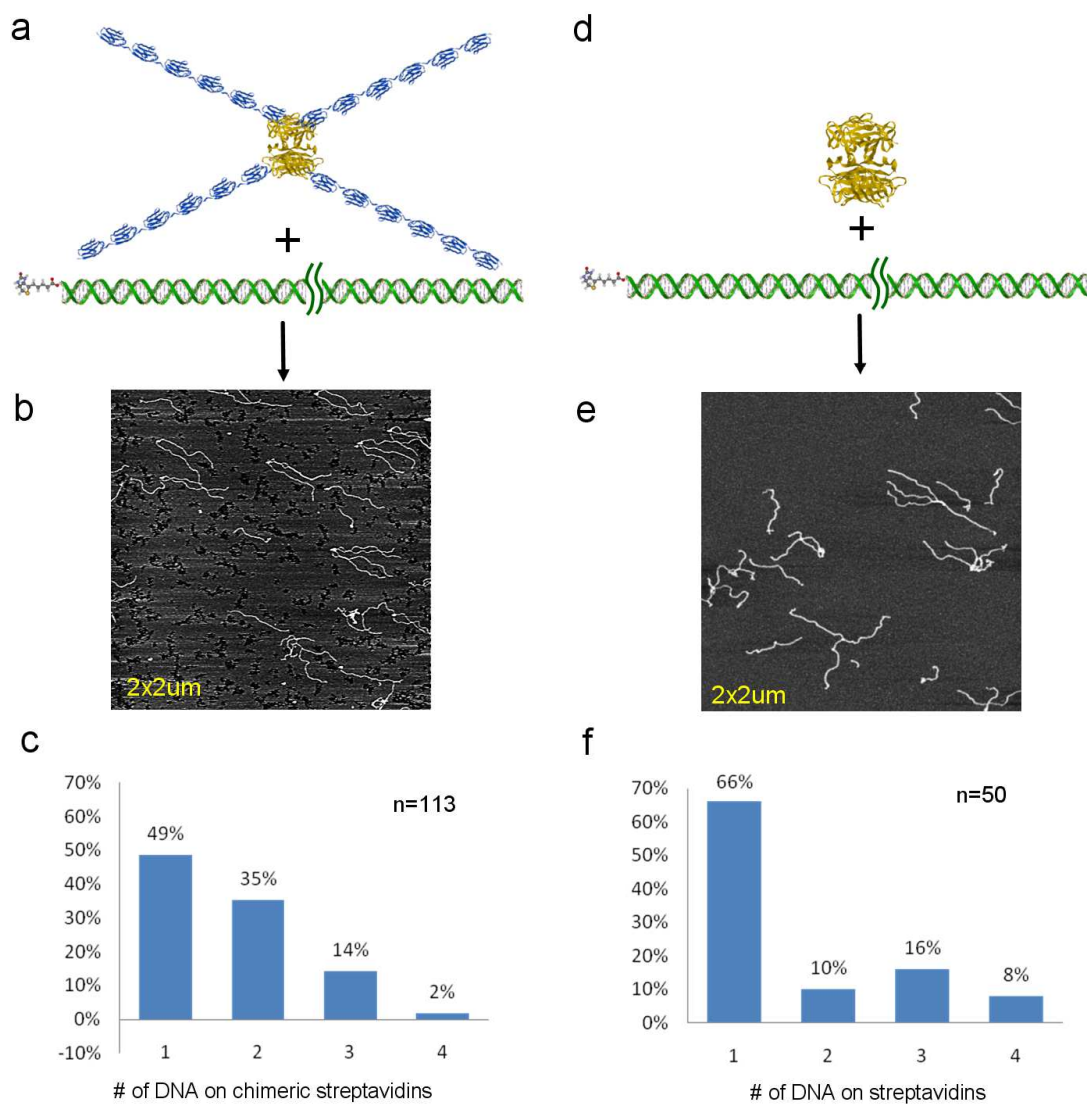 a
d
+
+
b
e
2x2um
2x2um
c
70%
60%
50%
40%
30%
20%
10%
0%
-10%
n=113
49%
35%
14%
2%
1 2 3 4
# of DNA on chimeric streptavidins
f
70%
60%
50%
40%
30%
20%
10%
0%
n=50
66%
10%
16%
8%
1 2 3 4
# of DNA on streptavidins